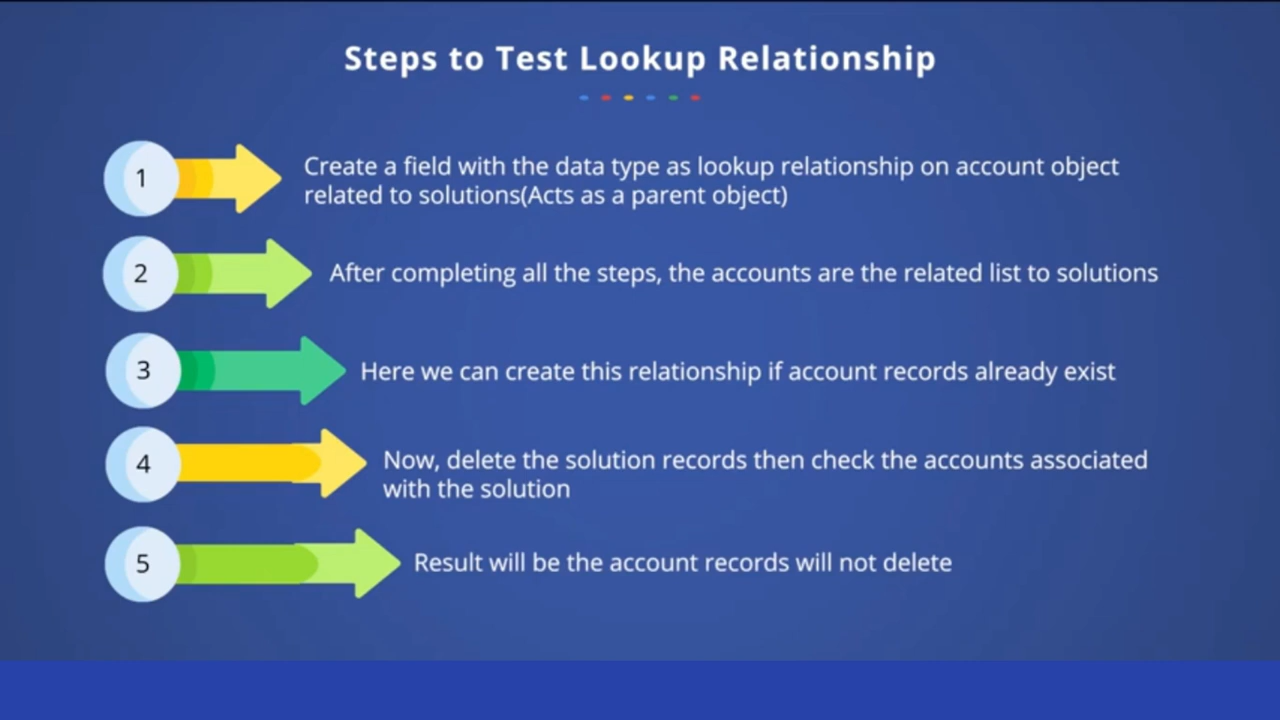 Steps to Test Lookup Relationship
1
Create a field with the data type as lookup relationship on account object
related to solutions(Acts as a parent object)
2
After completing all the steps, the accounts are the related list to solutions
3
Here we can create this relationship if account records already exist
4
Now, delete the solution records then check the accounts associated
with the solution
5
Result will be the account records will not delete